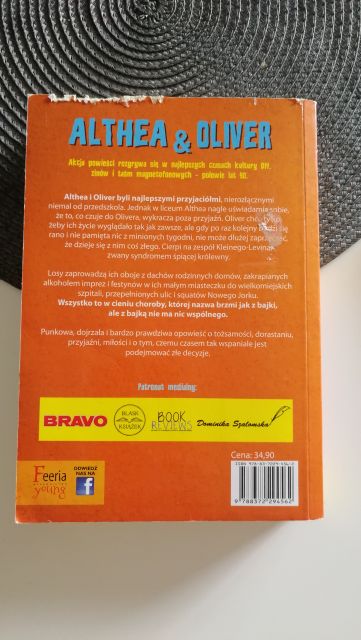 ALTHEA & OLIVER
Akcja powieści rozgrywa się w najlepszych czasach kultury DIY,
zinów i taśm magnetofonowych – połowie lat 90.
Althea i Oliver byli najlepszymi przyjaciółmi, nierozłącznymi
niemal od przedszkola. Jednak w liceum Althea nagle uświadamia sobie,
że to, co czuje do Olivera, wykracza poza przyjaźń. Oliver chce,
żeby ich życie wyglądało tak jak zawsze, ale gdy po raz kolejny budzi się
rano i nie pamięta nic z minionych tygodni, nie może dłużej zaprzeczać,
że dzieje się z nim coś złego. Cierpi na zespół Kleinego-Levina,
zwany syndromem śpiącej królewny.
Losy zaprowadzą ich oboje z dachów rodzinnych domów, zakrapianych
alkoholem imprez i festynów w ich małym miasteczku do wielkomiejskich
szpitali, przepełnionych ulic i squatów Nowego Jorku.
Wszystko to w cieniu choroby, której nazwa brzmi jak z bajki,
ale z bajką nie ma nic wspólnego.
Punkowa, dojrzała i bardzo prawdziwa opowieść o tożsamości, dorastaniu,
przyjaźni, miłości i o tym, czemu czasem tak wspaniale jest
podejmować złe decyzje.
Patronat medialny:
BRAVO
BLASK KSIĄŻEK
BOOK REVIEWS
Dominika Szałomska
Cena: 34,90
Feeria
young
ODWIEDŹ
NAS NA
f
9 788372 294562